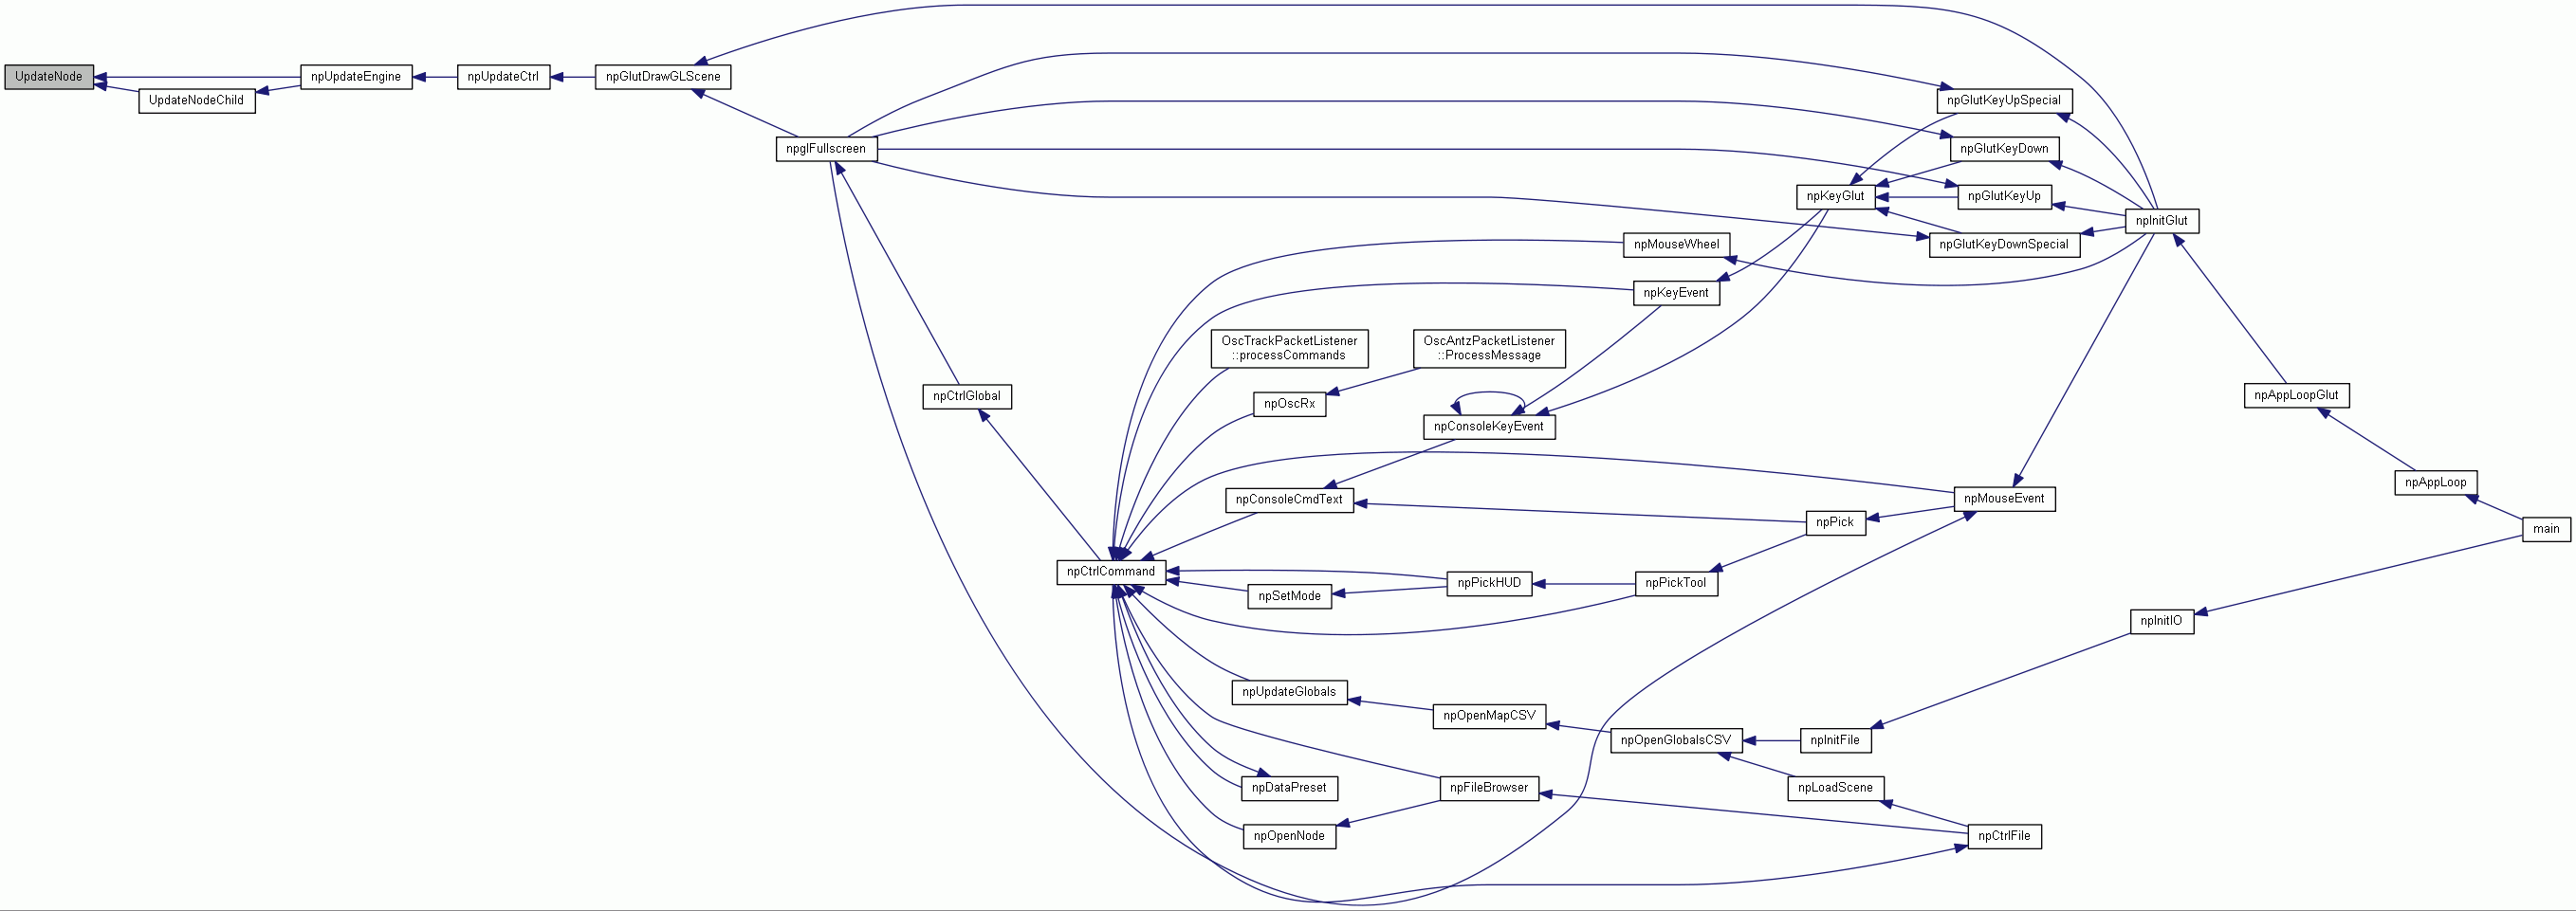 UpdateNode
UpdateNodeChild
npUpdateEngine
npUpdateCtrl
npGlutDrawGLScene
npglFullscreen
npCtrlGlobal
npCtrlCommand
npMouseWheel
npKeyEvent
OscTrackPacketListener
::processCommands
OscAntzPacketListener
::ProcessMessage
npOscRx
npConsoleKeyEvent
npConsoleCmdText
npPickHUD
npSetMode
npPickTool
npPick
npMouseEvent
npUpdateGlobals
npOpenMapCSV
npOpenGlobalsCSV
npInitFile
npLoadScene
npDataPreset
npFileBrowser
npOpenNode
npCtrlFile
npKeyGlut
npGlutKeyUpSpecial
npGlutKeyDown
npGlutKeyUp
npGlutKeyDownSpecial
npInitGlut
npAppLoopGlut
npAppLoop
main
npInitIO